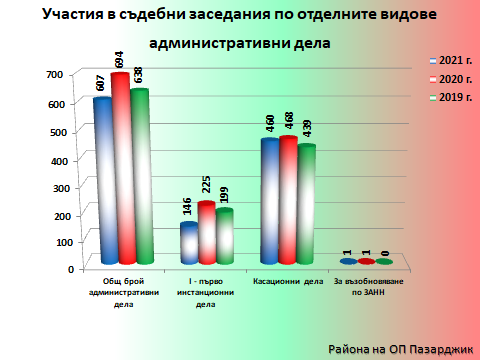 Участия в съдебни заседания по отделните видове
административни дела
2021 г.
2020 г.
2019 г.
700
600
500
400
300
200
100
0
607
694
638
146
225
199
460
468
439
1
1
0
Общ брой
административни
дела
I - първо
инстанционни
дела
Касационни дела
За възобновяване
по ЗАНН
Района на ОП Пазарджик